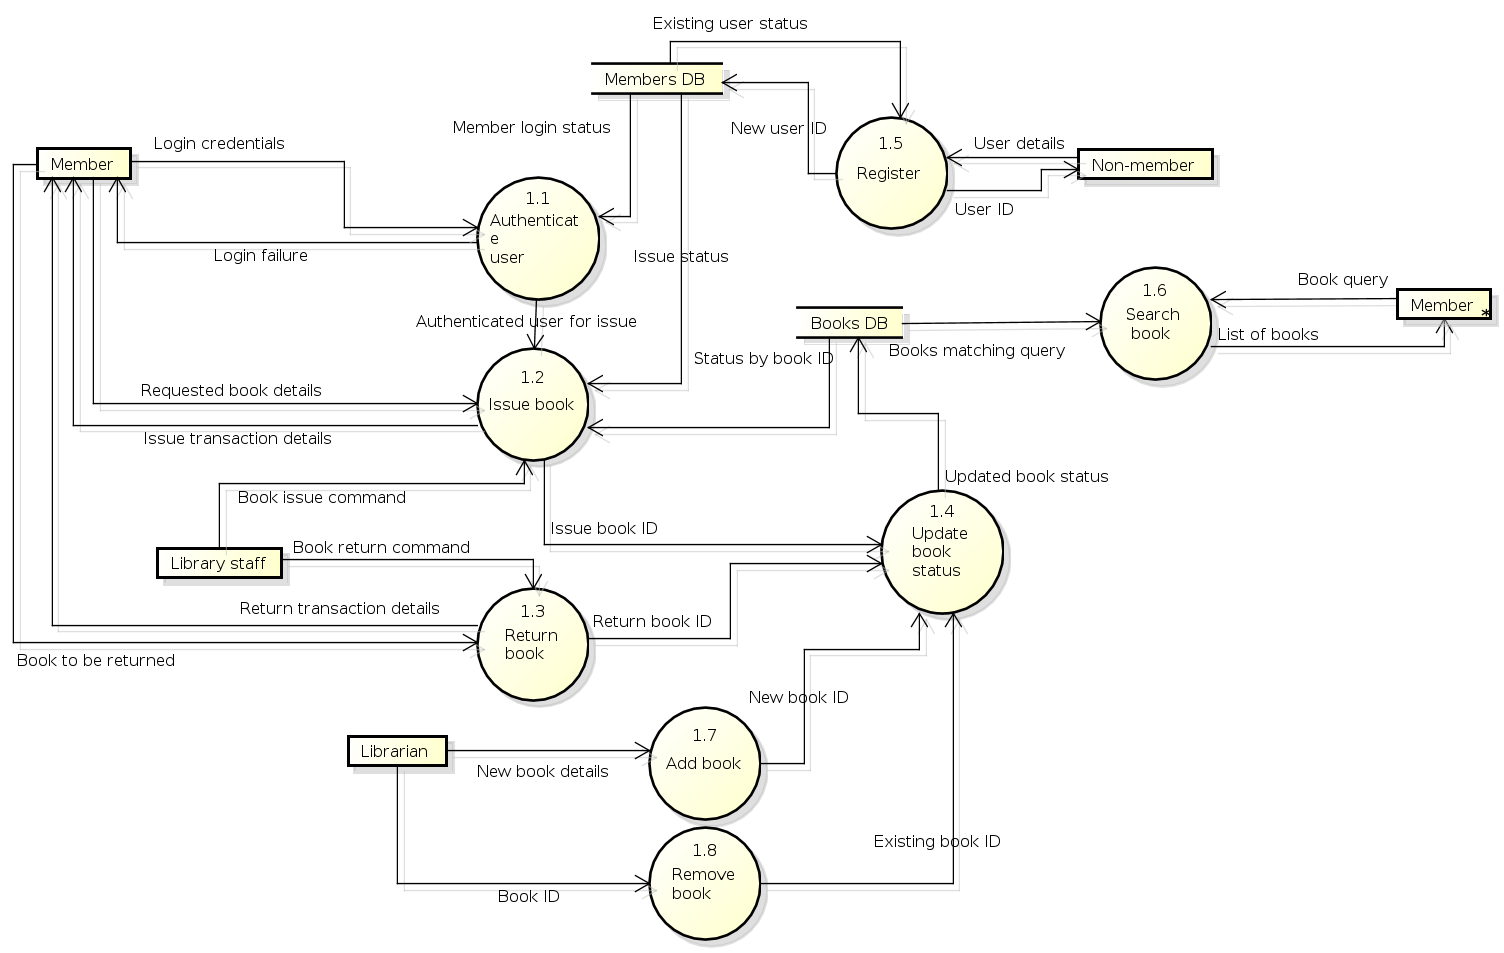 Existing user status
Members DB
Member login status
New user ID
1.5
Register
User details
Non-member
User ID
Login credentials
Member
1.1
Authenticat
e
user
Login failure
Issue status
Authenticated user for issue
Books DB
Status by book ID
Books matching query
1.6
Search
book
Book query
Member
*
List of books
1.2
Issue book
Requested book details
Issue transaction details
Book issue command
Updated book status
1.4
Update
book
status
Issue book ID
Library staff
Book return command
Return transaction details
1.3
Return
book
Return book ID
Book to be returned
New book ID
Librarian
New book details
1.7
Add book
Existing book ID
1.8
Remove
book
Book ID